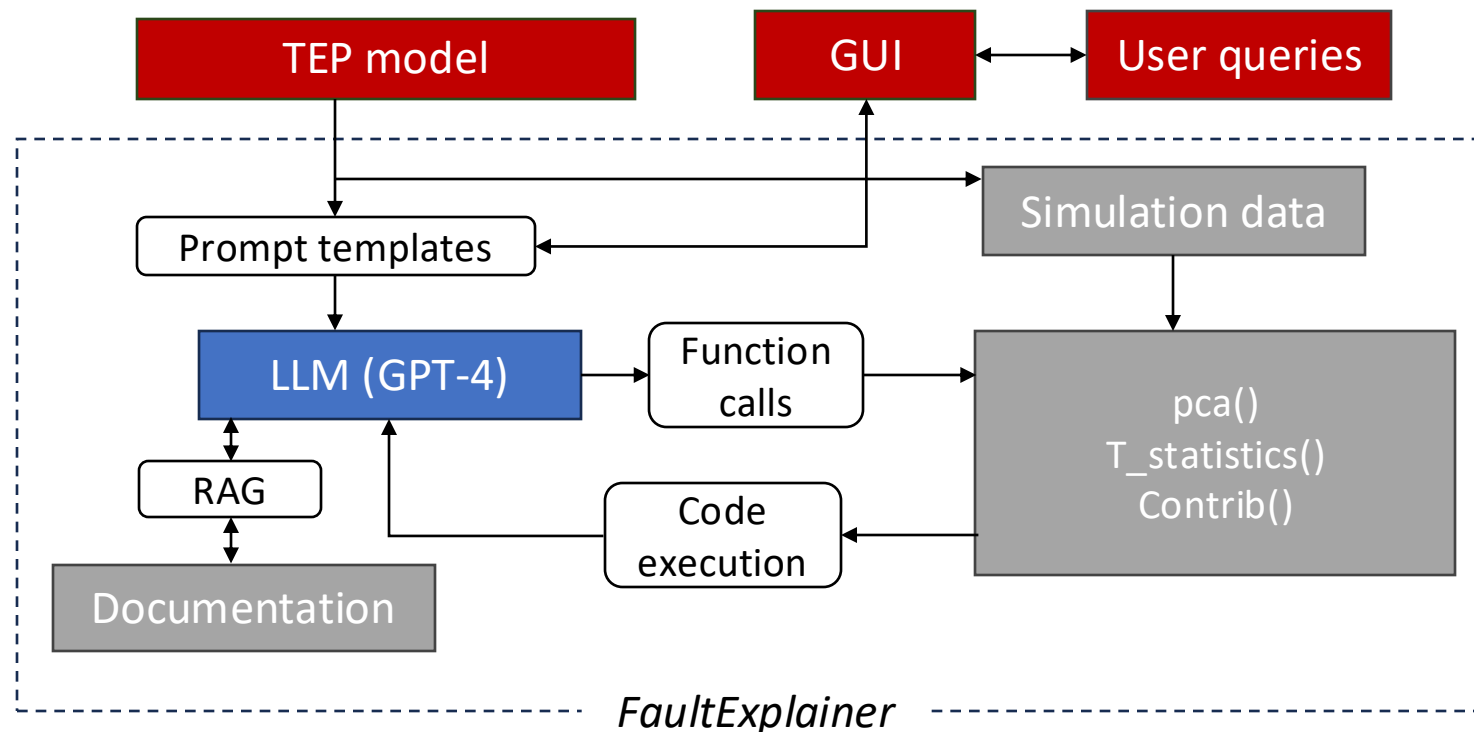 TEP model
GUI
User queries
Simulation data
Prompt templates
LLM (GPT-4)
Function
calls
pca()
T_statistics()
Contrib()
RAG
Code
execution
Documentation
FaultExplainer